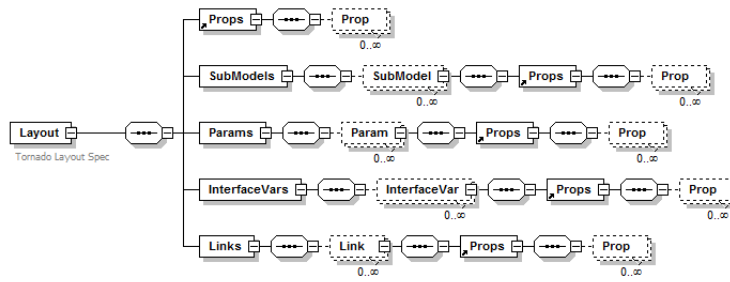 Props Prop
0..∞
SubModels SubModel Props Prop
0..∞ 0..∞
Layout
Tornado Layout Spec
Params Param Props Prop
0..∞ 0..∞
InterfaceVars InterfaceVar Props Prop
0..∞ 0..∞
Links Link Props Prop
0..∞ 0..∞